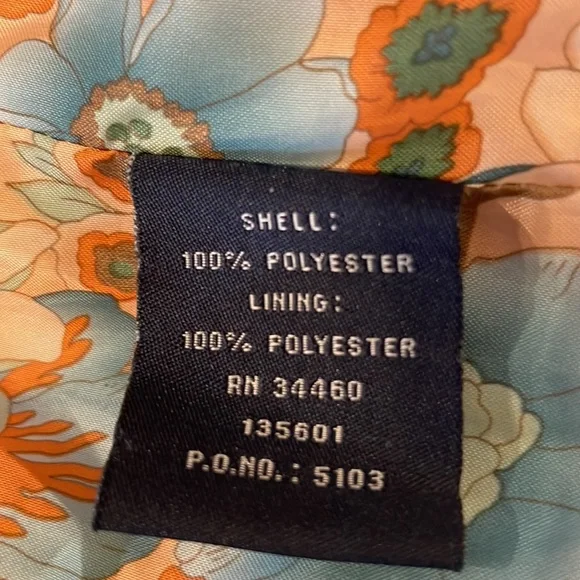 SHELL:
100% POLYESTER
LINING:
100% POLYESTER
RN 34460
135601
P.O.NO.: 5103